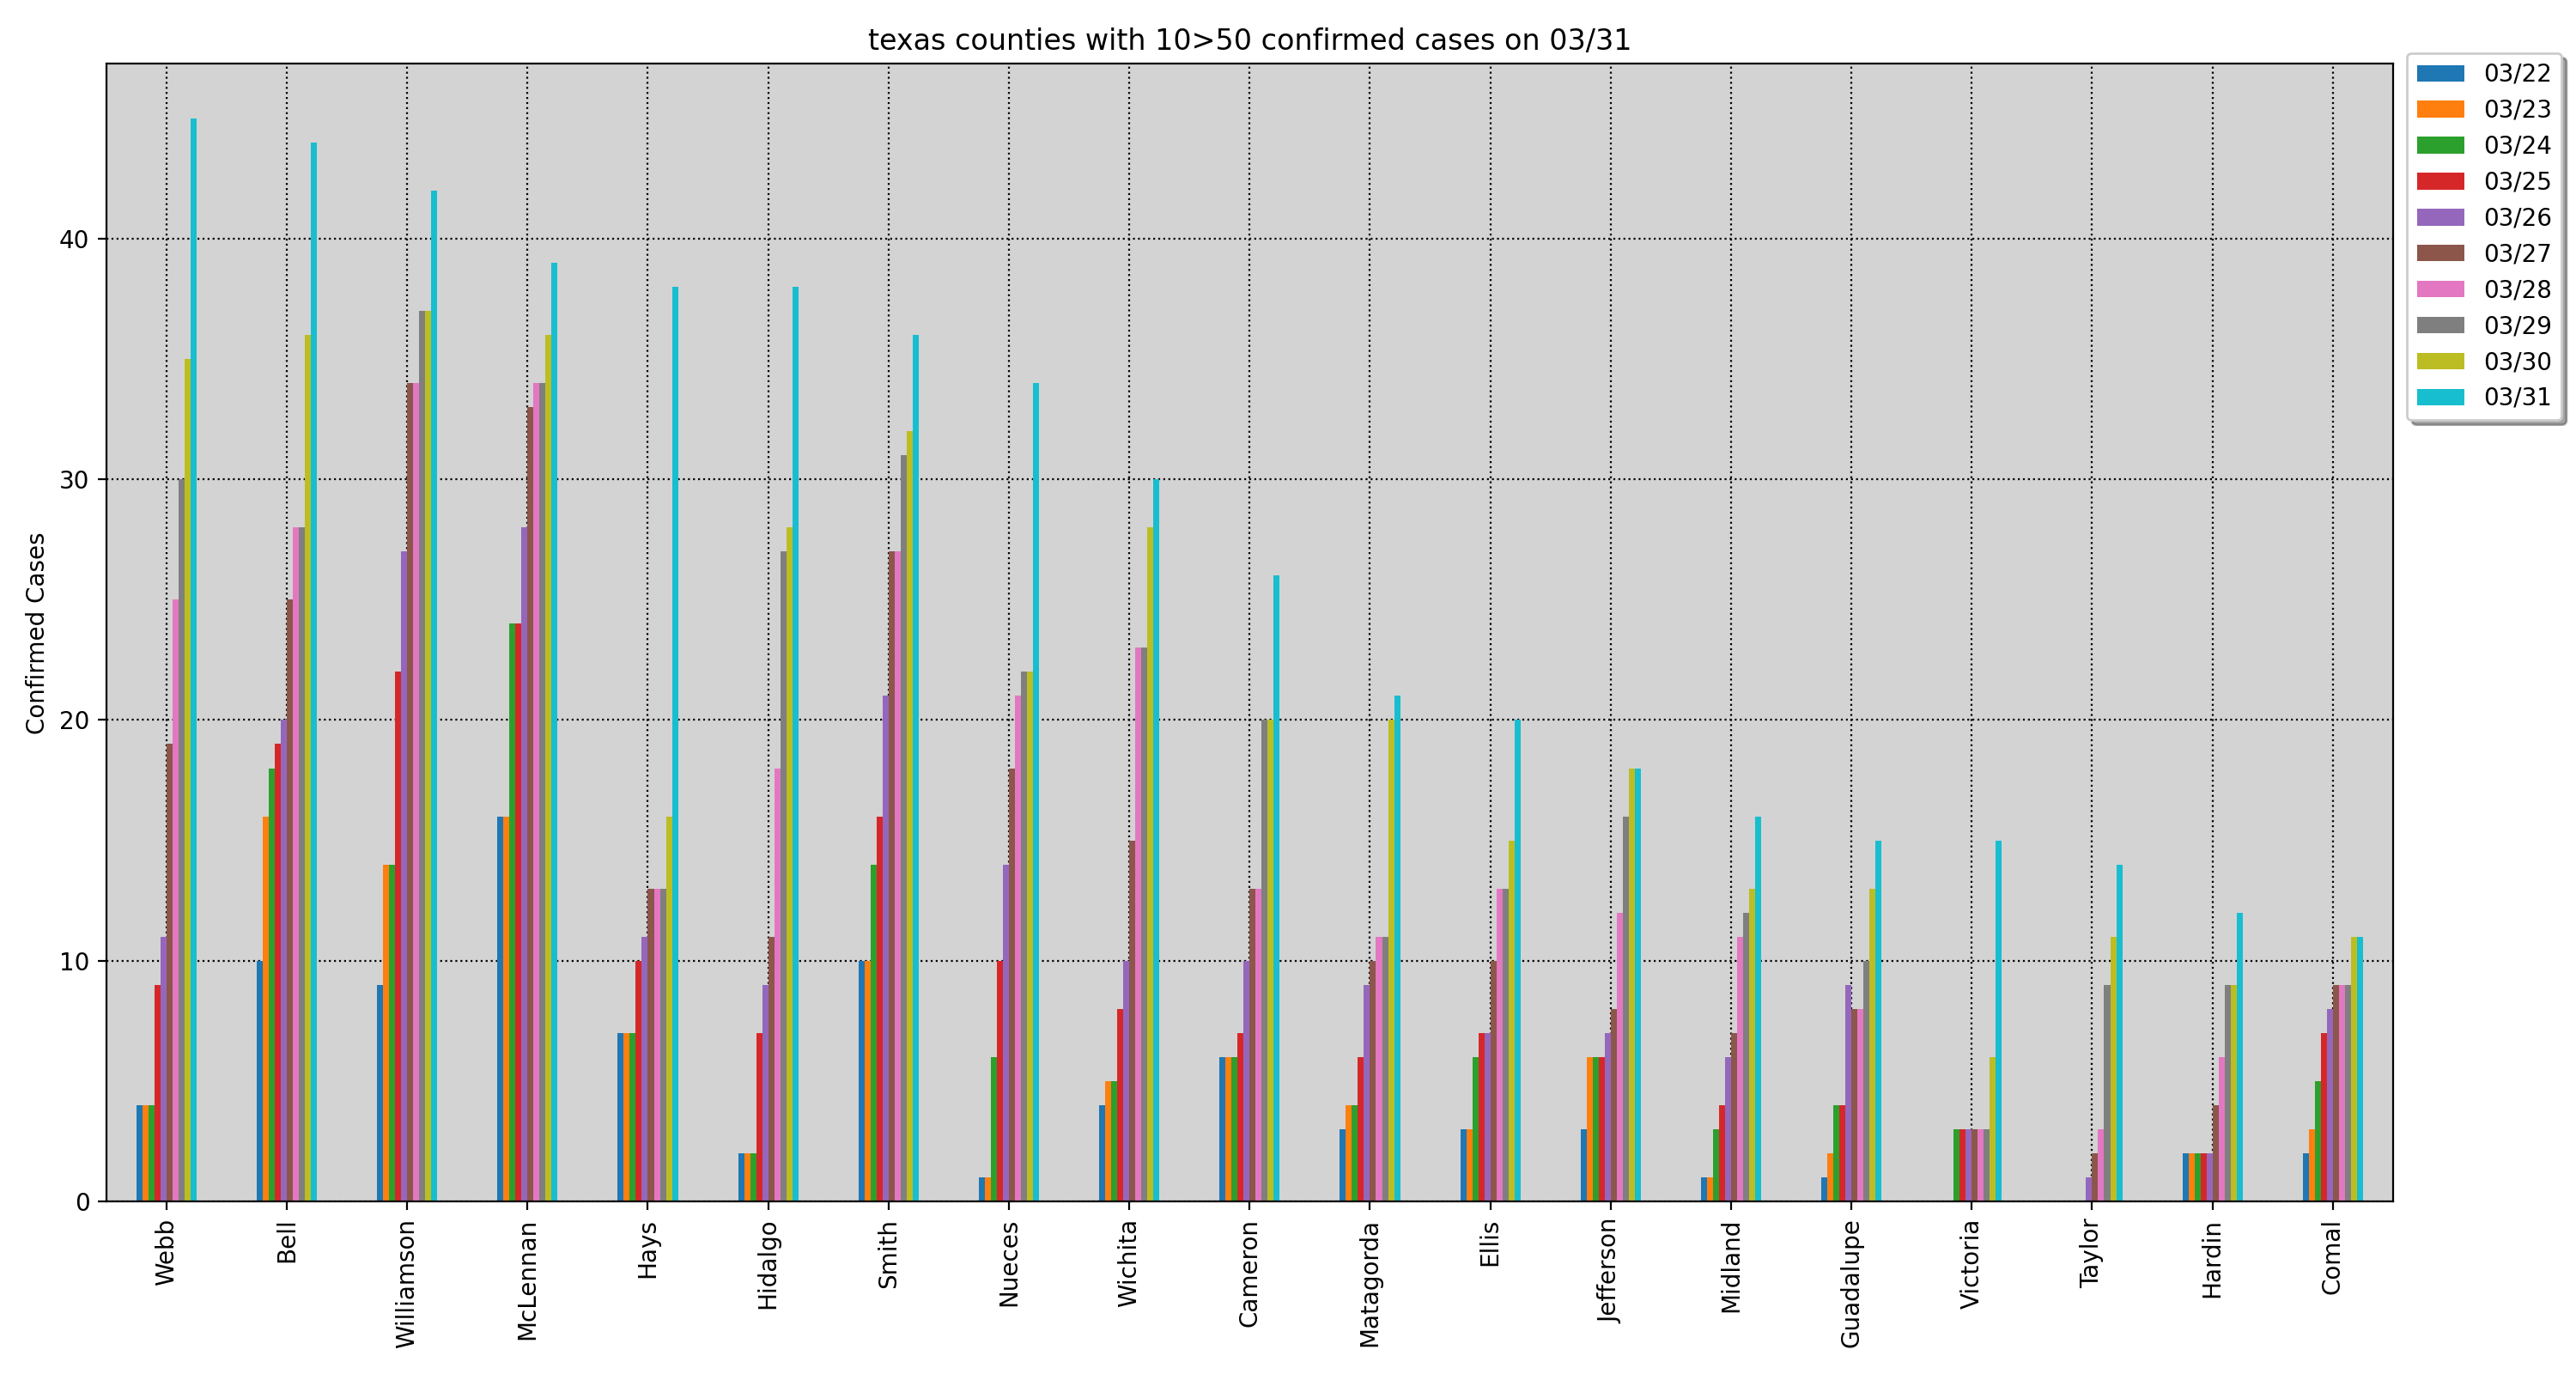 texas counties with 10>50 confirmed cases on 03/31
03/22
03/23
03/24
03/25
03/26
03/27
03/28
03/29
03/30
03/31
Confirmed Cases
40
30
20
10
0
Webb
Bell
Williamson
McLennan
Hays
Hidalgo
Smith
Nueces
Wichita
Cameron
Matagorda
Ellis
Jefferson
Midland
Guadalupe
Victoria
Taylor
Hardin
Comal